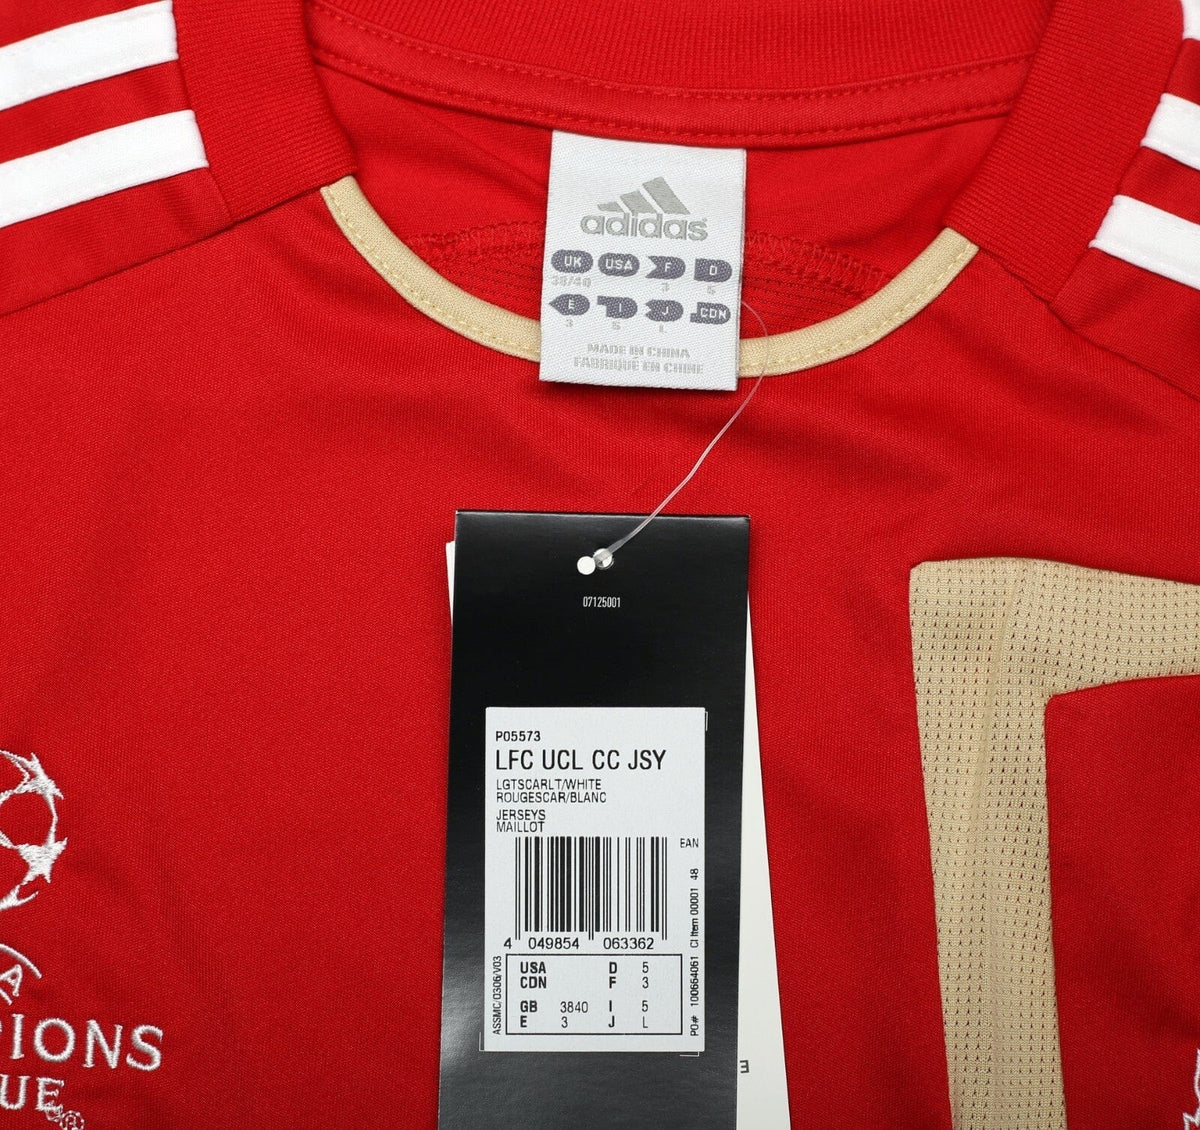 adidas
UK USA F D
38/40 3 5
E I J CDN
3 5 L
MADE IN CHINA
FABRIQUÉ EN CHINE
07125001
P05573
LFC UCL CC JSY
LGTSCARLT/WHITE
ROUGESCAR/BLANC
JERSEYS
MAILLOT
EAN
4 049854 063362
USA D 5
CDN F 3
GB 3840 I 5
E 3 J L
ASSMC/0306/V03
PO# 100664061 CI Item 00001 48
A
PIONS
UE
E